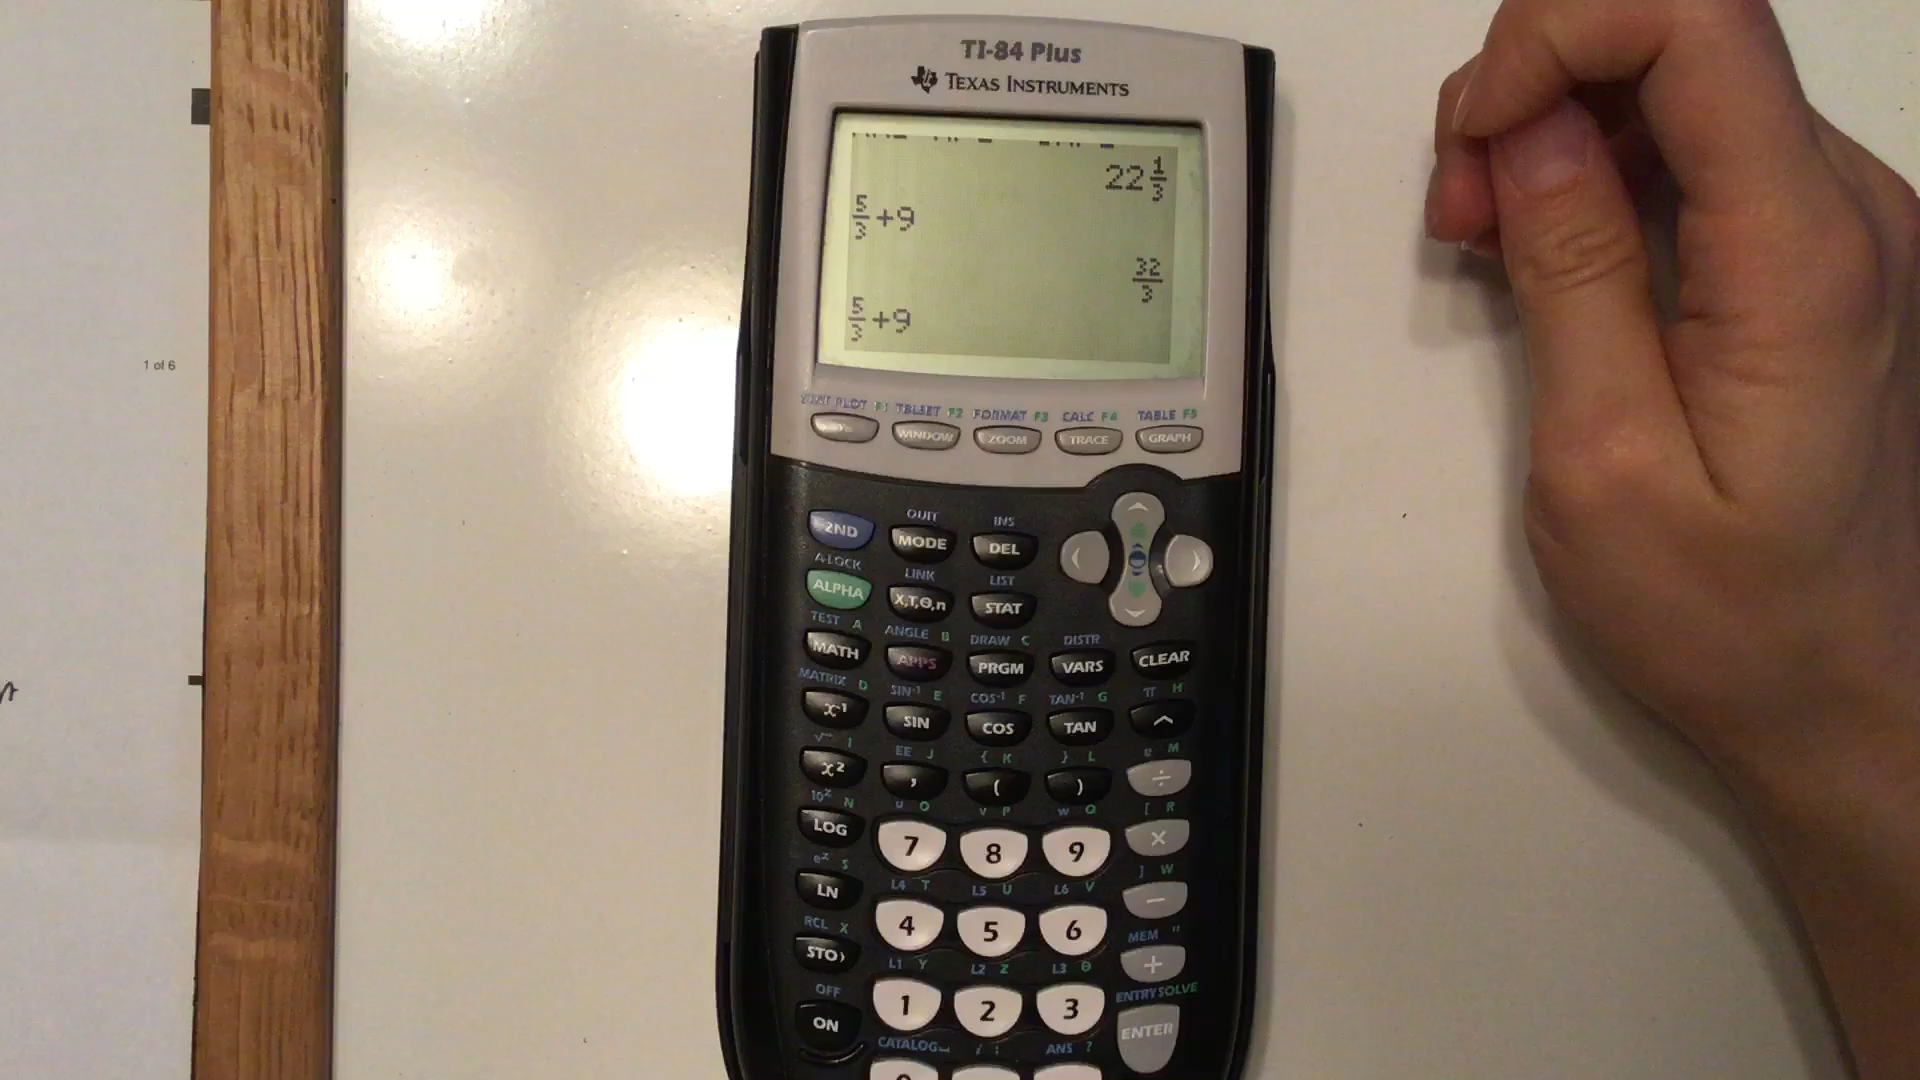 TI-84 Plus
TEXAS INSTRUMENTS
22 1/3
5/3+9
32/3
5/3+9
1 of 6
STAT PLOT F1 TBLSET F2 FORMAT F3 CALC F4 TABLE F5
Y= WINDOW ZOOM TRACE GRAPH
QUIT INS
2ND MODE DEL
A-LOCK LINK LIST
ALPHA X,T,Θ,n STAT
TEST A ANGLE B DRAW C DISTR
MATH APPS PRGM VARS CLEAR
MATRIX D SIN⁻¹ E COS⁻¹ F TAN⁻¹ G π H
x⁻¹ SIN COS TAN ^
√ I EE J { K } L e M
x² , ( ) ÷
10ˣ N u O v P w Q [ R
LOG 7 8 9 ×
eˣ S L4 T L5 U L6 V ] W
LN 4 5 6 −
RCL X L1 Y L2 Z L3 θ MEM "
STO› 1 2 3 +
OFF ENTRY SOLVE
ON ENTER
CATALOG i : ANS ?